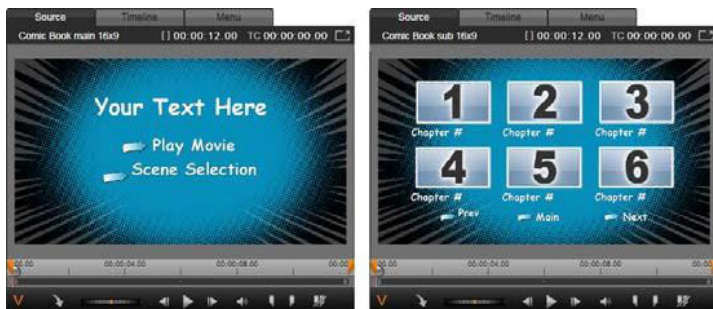 Source Timeline Menu
Comic Book main 16x9 [ ] 00:00:12.00 TC 00:00:00.00
Your Text Here
Play Movie
Scene Selection
00:00:04.00 00:00:08.00
V
Source Timeline Menu
Comic Book sub 16x9 [ ] 00:00:12.00 TC 00:00:00.00
1 2 3
Chapter # Chapter # Chapter #
4 5 6
Chapter # Chapter # Chapter #
Prev Main Next
00:00:04.00 00:00:08.00
V